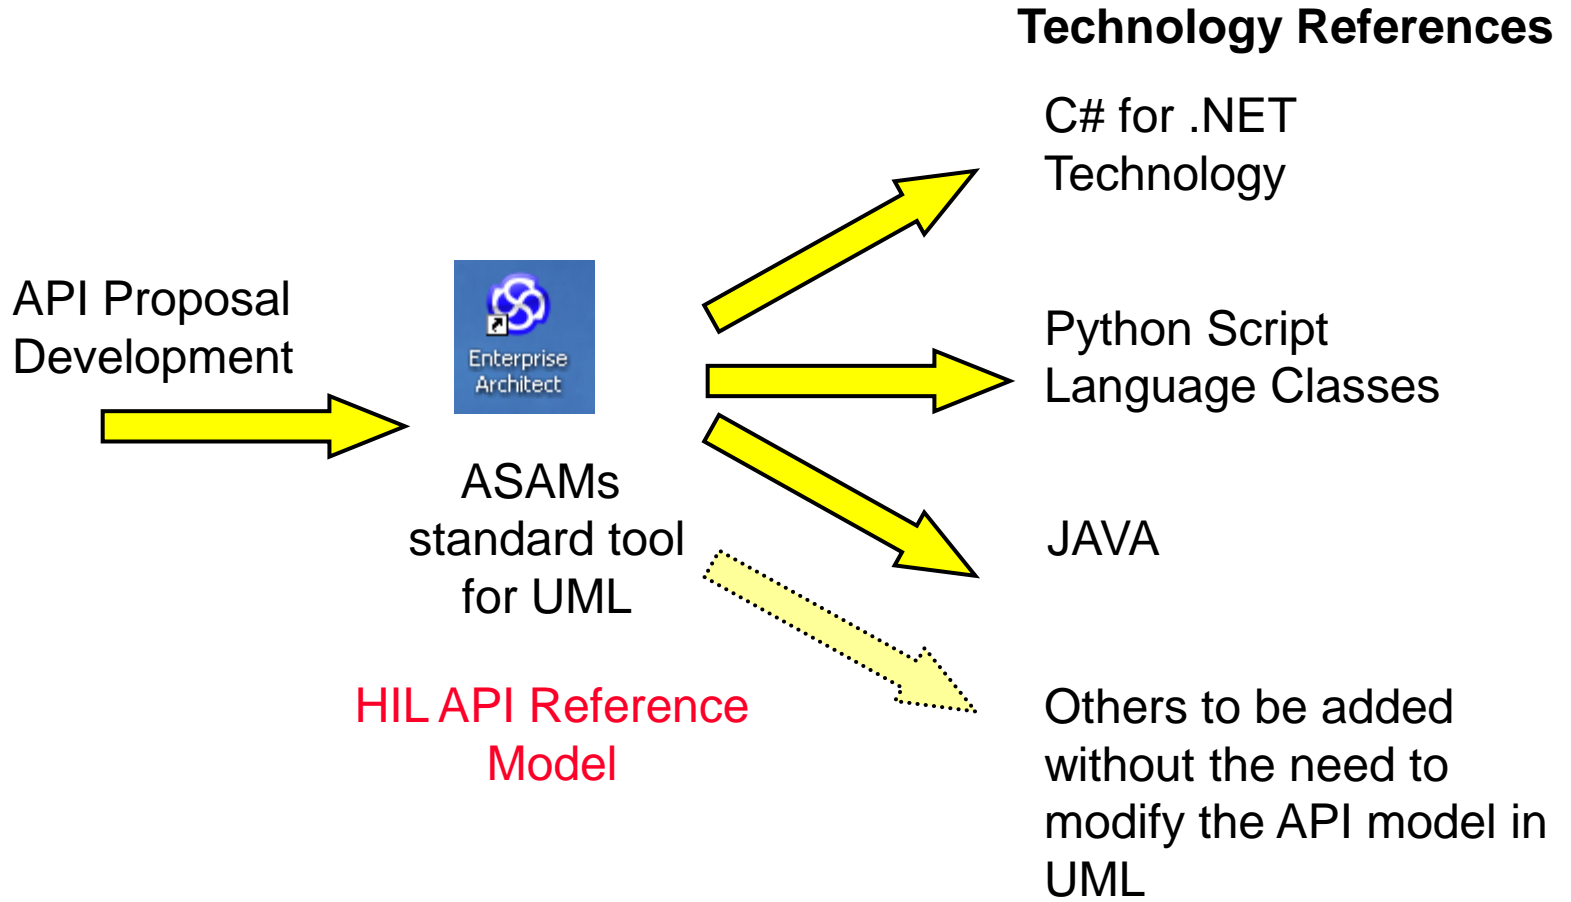 Technology References
C# for .NET
Technology
API Proposal
Development
Enterprise
Architect
Python Script
Language Classes
ASAMs
standard tool
for UML
JAVA
HIL API Reference
Model
Others to be added
without the need to
modify the API model in
UML